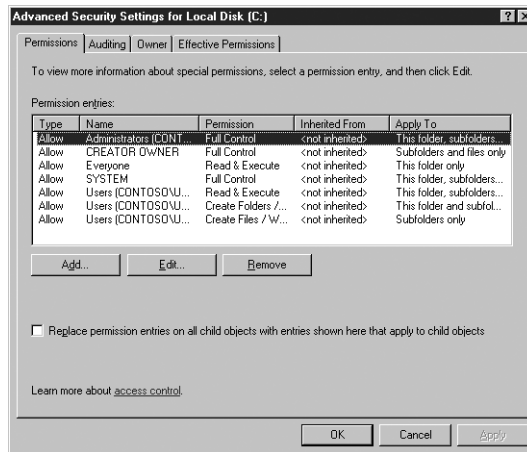 Advanced Security Settings for Local Disk (C:)
Permissions Auditing Owner Effective Permissions
To view more information about special permissions, select a permission entry, and then click Edit.
Permission entries:
Type Name Permission Inherited From Apply To
Allow Administrators (CONT... Full Control <not inherited> This folder, subfolders...
Allow CREATOR OWNER Full Control <not inherited> Subfolders and files only
Allow Everyone Read & Execute <not inherited> This folder only
Allow SYSTEM Full Control <not inherited> This folder, subfolders...
Allow Users (CONTOSO\U... Read & Execute <not inherited> This folder, subfolders...
Allow Users (CONTOSO\U... Create Folders /... <not inherited> This folder and subfol...
Allow Users (CONTOSO\U... Create Files / W... <not inherited> Subfolders only
Add... Edit... Remove
Replace permission entries on all child objects with entries shown here that apply to child objects
Learn more about access control.
OK Cancel Apply